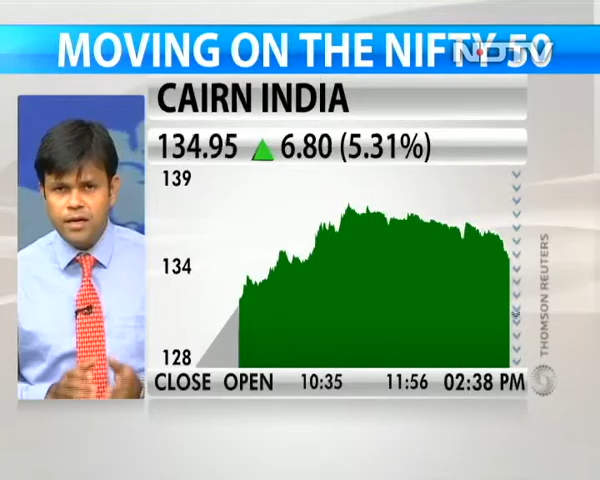 MOVING ON THE NIFTY 50
NDTV
CAIRN INDIA
134.95 ▲ 6.80 (5.31%)
139
134
128
CLOSE OPEN 10:35 11:56 02:38 PM
THOMSON REUTERS